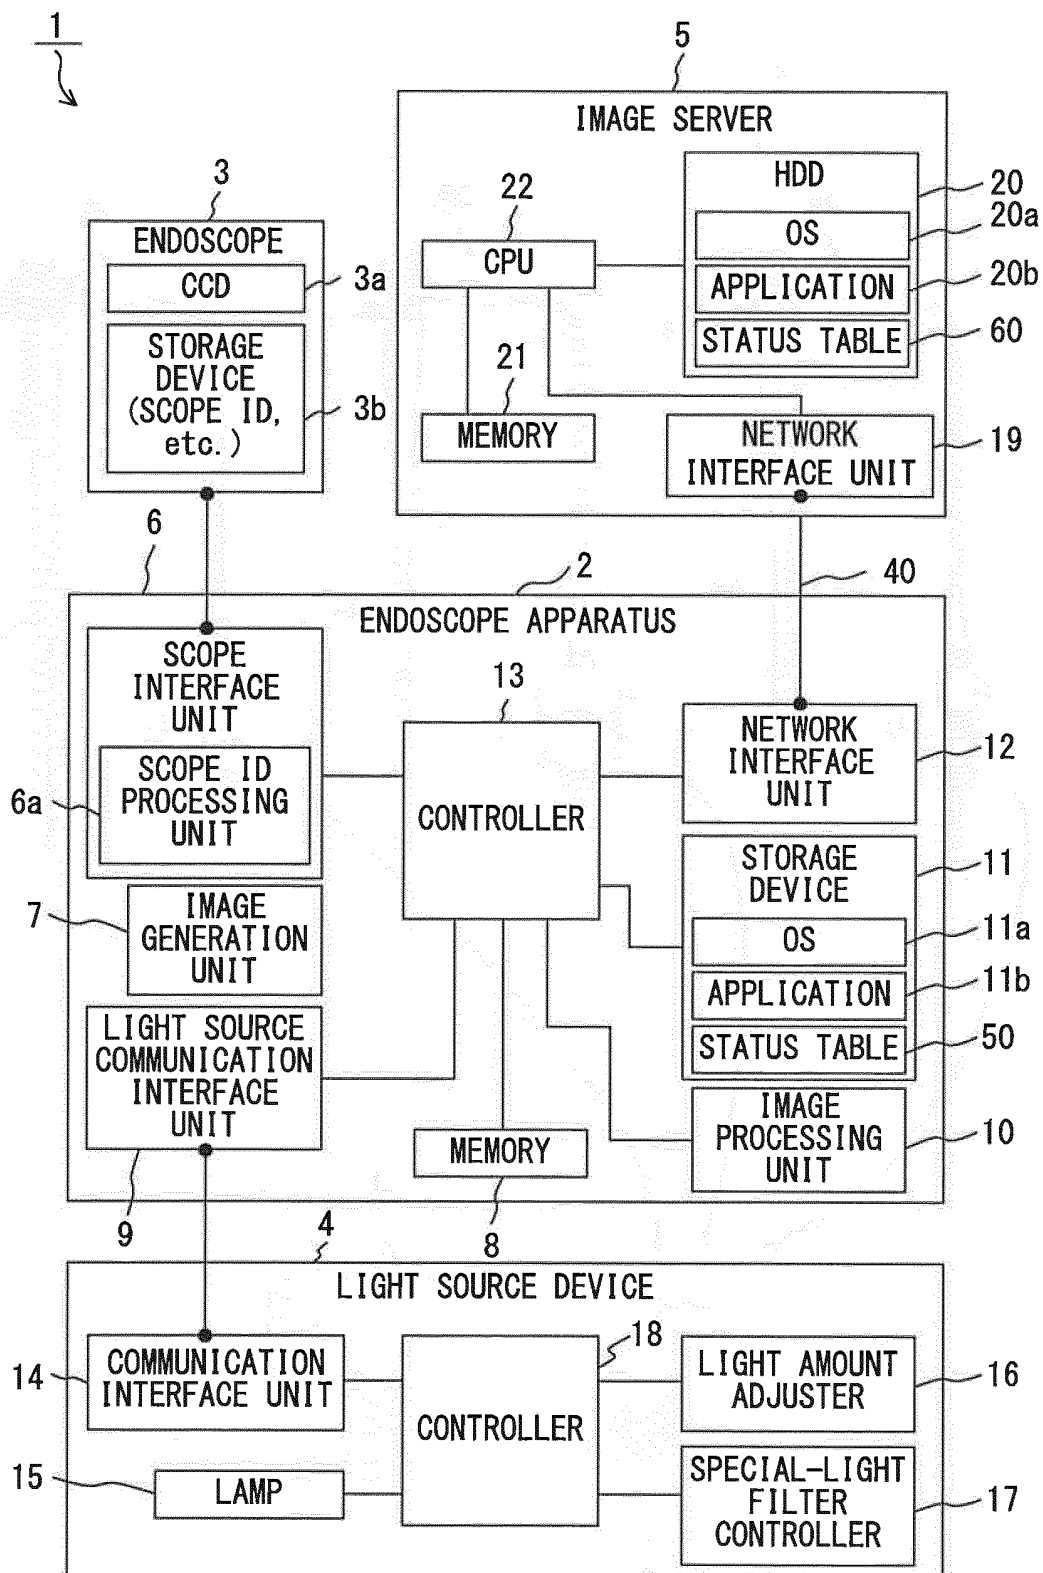 1
5
IMAGE SERVER
HDD
20
OS
20a
APPLICATION
20b
STATUS TABLE
60
22
CPU
21
MEMORY
NETWORK
INTERFACE UNIT
19
3
ENDOSCOPE
CCD
3a
STORAGE
DEVICE
(SCOPE ID,
etc.)
3b
40
6
2
ENDOSCOPE APPARATUS
SCOPE
INTERFACE
UNIT
SCOPE ID
PROCESSING
UNIT
6a
13
CONTROLLER
NETWORK
INTERFACE
UNIT
12
STORAGE
DEVICE
11
OS
11a
APPLICATION
11b
STATUS TABLE
50
7
IMAGE
GENERATION
UNIT
LIGHT SOURCE
COMMUNICATION
INTERFACE
UNIT
9
MEMORY
8
IMAGE
PROCESSING
UNIT
10
4
LIGHT SOURCE DEVICE
14
COMMUNICATION
INTERFACE UNIT
18
CONTROLLER
LIGHT AMOUNT
ADJUSTER
16
15
LAMP
SPECIAL-LIGHT
FILTER
CONTROLLER
17